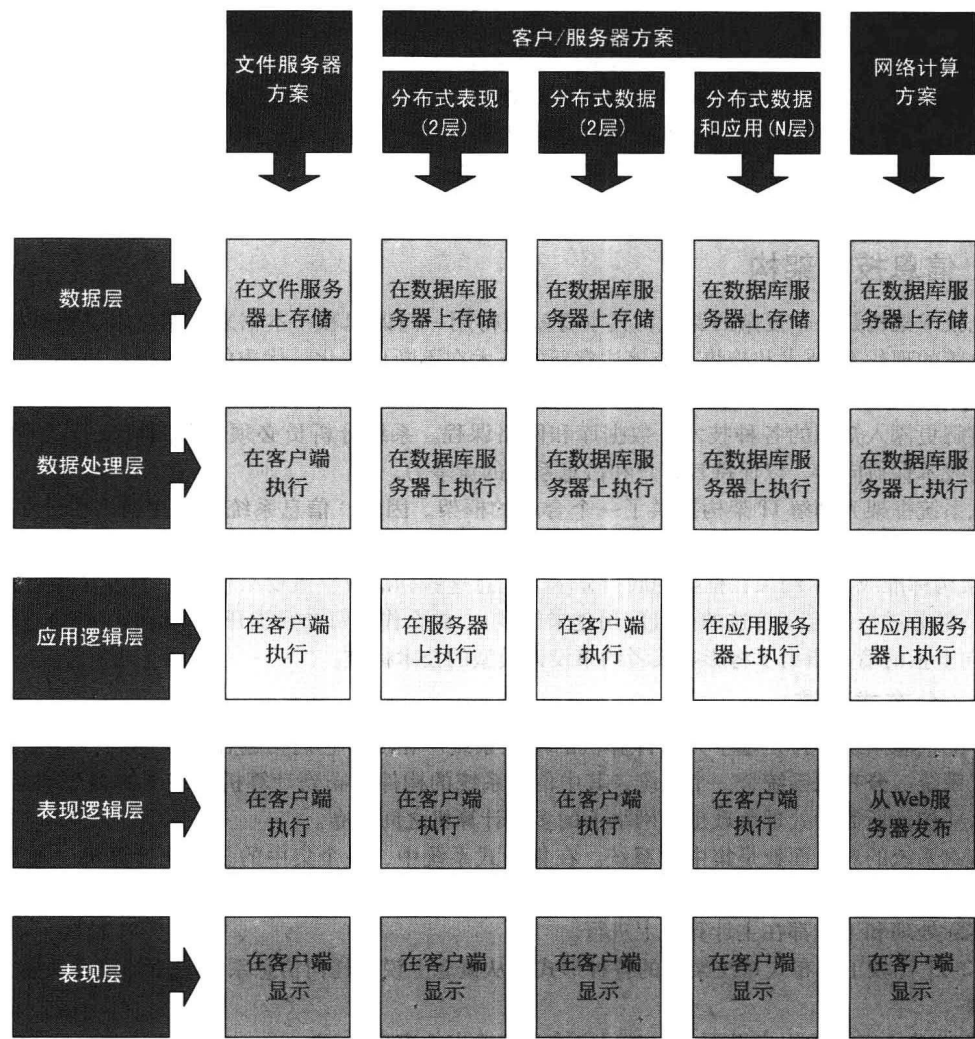 文件服务器
方案
客户/服务器方案
分布式表现
(2层)
分布式数据
(2层)
分布式数据
和应用(N层)
网络计算
方案
数据层
在文件服务
器上存储
在数据库服
务器上存储
在数据库服
务器上存储
在数据库服
务器上存储
在数据库服
务器上存储
数据处理层
在客户端
执行
在数据库服
务器上执行
在数据库服
务器上执行
在数据库服
务器上执行
在数据库服
务器上执行
应用逻辑层
在客户端
执行
在服务器
上执行
在客户端
执行
在应用服务
器上执行
在应用服务
器上执行
表现逻辑层
在客户端
执行
在客户端
执行
在客户端
执行
在客户端
执行
从Web服
务器发布
表现层
在客户端
显示
在客户端
显示
在客户端
显示
在客户端
显示
在客户端
显示